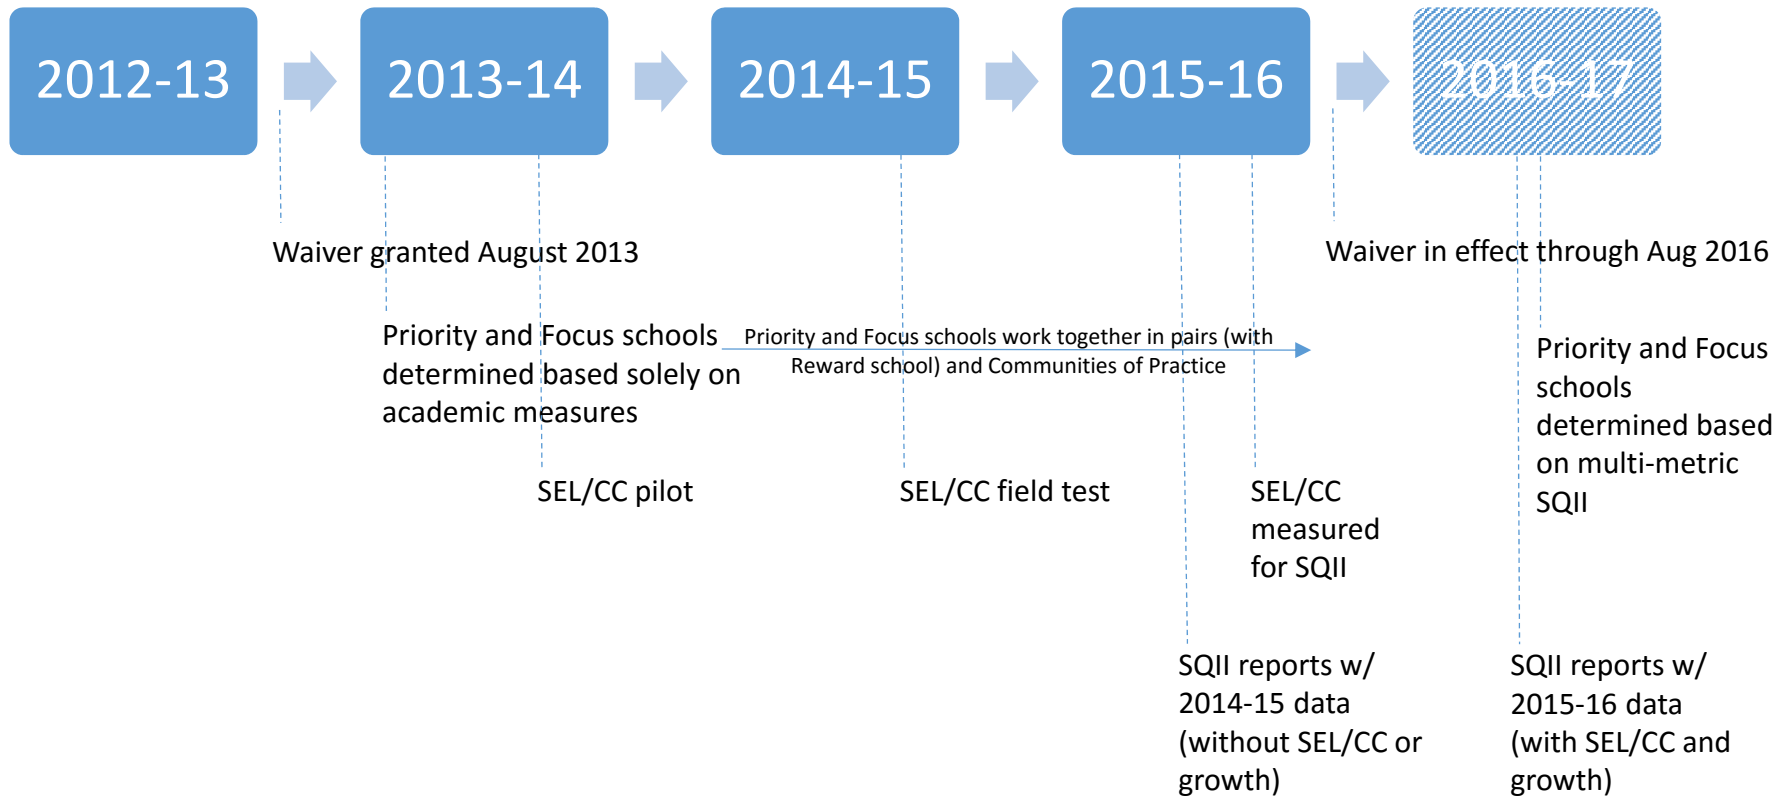 2012-13
2013-14
2014-15
2015-16
2016-17
Waiver granted August 2013
Waiver in effect through Aug 2016
Priority and Focus schools
determined based solely on
academic measures
Priority and Focus schools work together in pairs (with
Reward school) and Communities of Practice
Priority and Focus
schools
determined based
on multi-metric
SQII
SEL/CC pilot
SEL/CC field test
SEL/CC
measured
for SQII
SQII reports w/
2014-15 data
(without SEL/CC or
growth)
SQII reports w/
2015-16 data
(with SEL/CC and
growth)